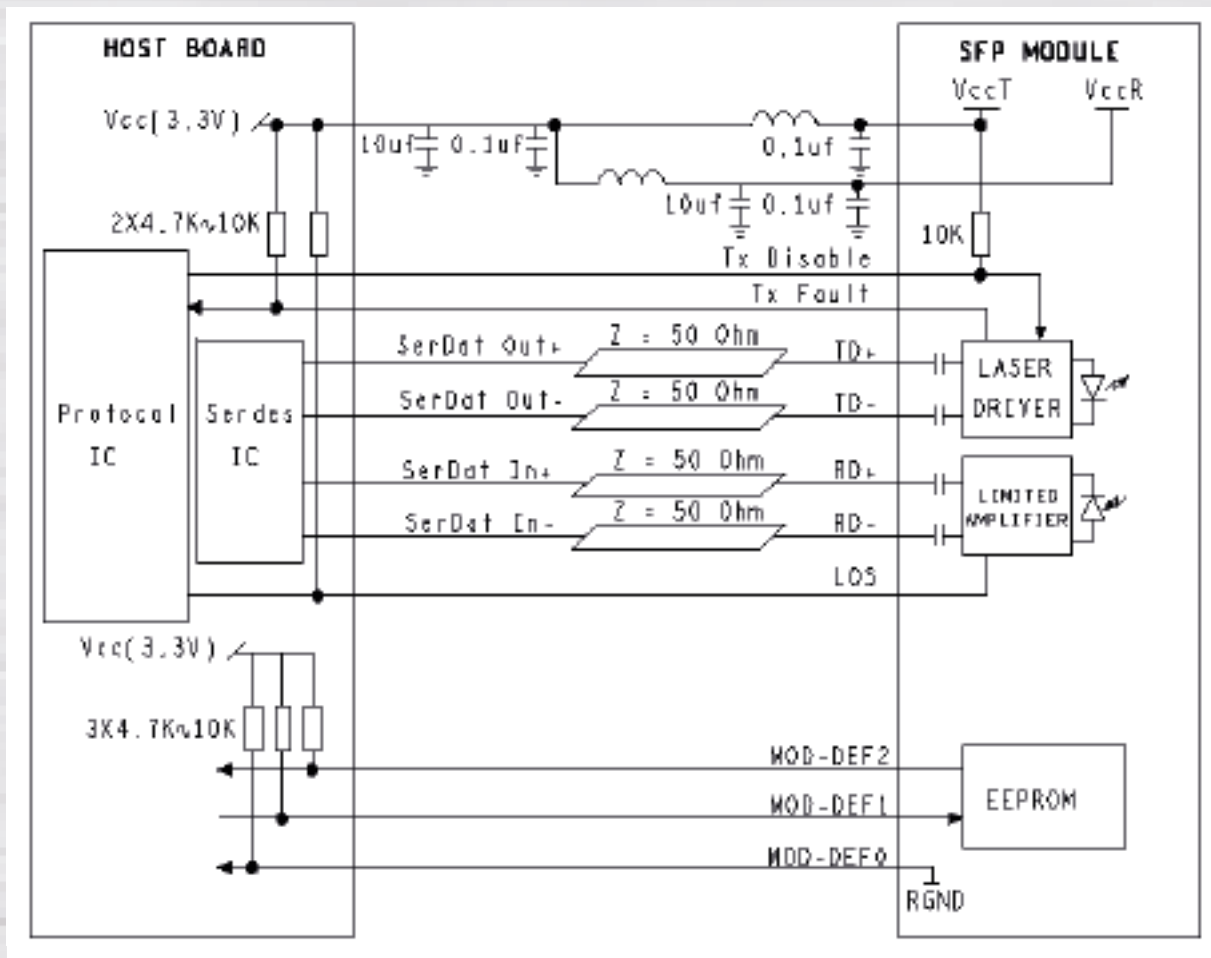 HOST BOARD
SFP MODULE
VccT
VccR
Vcc(3.3V)
10uf
0.1uf
0.1uf
10uf
0.1uf
2X4.7K~10K
10K
Tx Disable
Tx Fault
SerDat Out+
Z = 50 Ohm
TD+
LASER
DRIVER
SerDat Out-
Z = 50 Ohm
TD-
Protocal
IC
Serdes
IC
SerDat In+
Z = 50 Ohm
RD+
LIMITED
AMPLIFIER
SerDat In-
Z = 50 Ohm
RD-
LOS
Vcc(3.3V)
3X4.7K~10K
MOD-DEF2
MOD-DEF1
EEPROM
MOD-DEF0
RGND